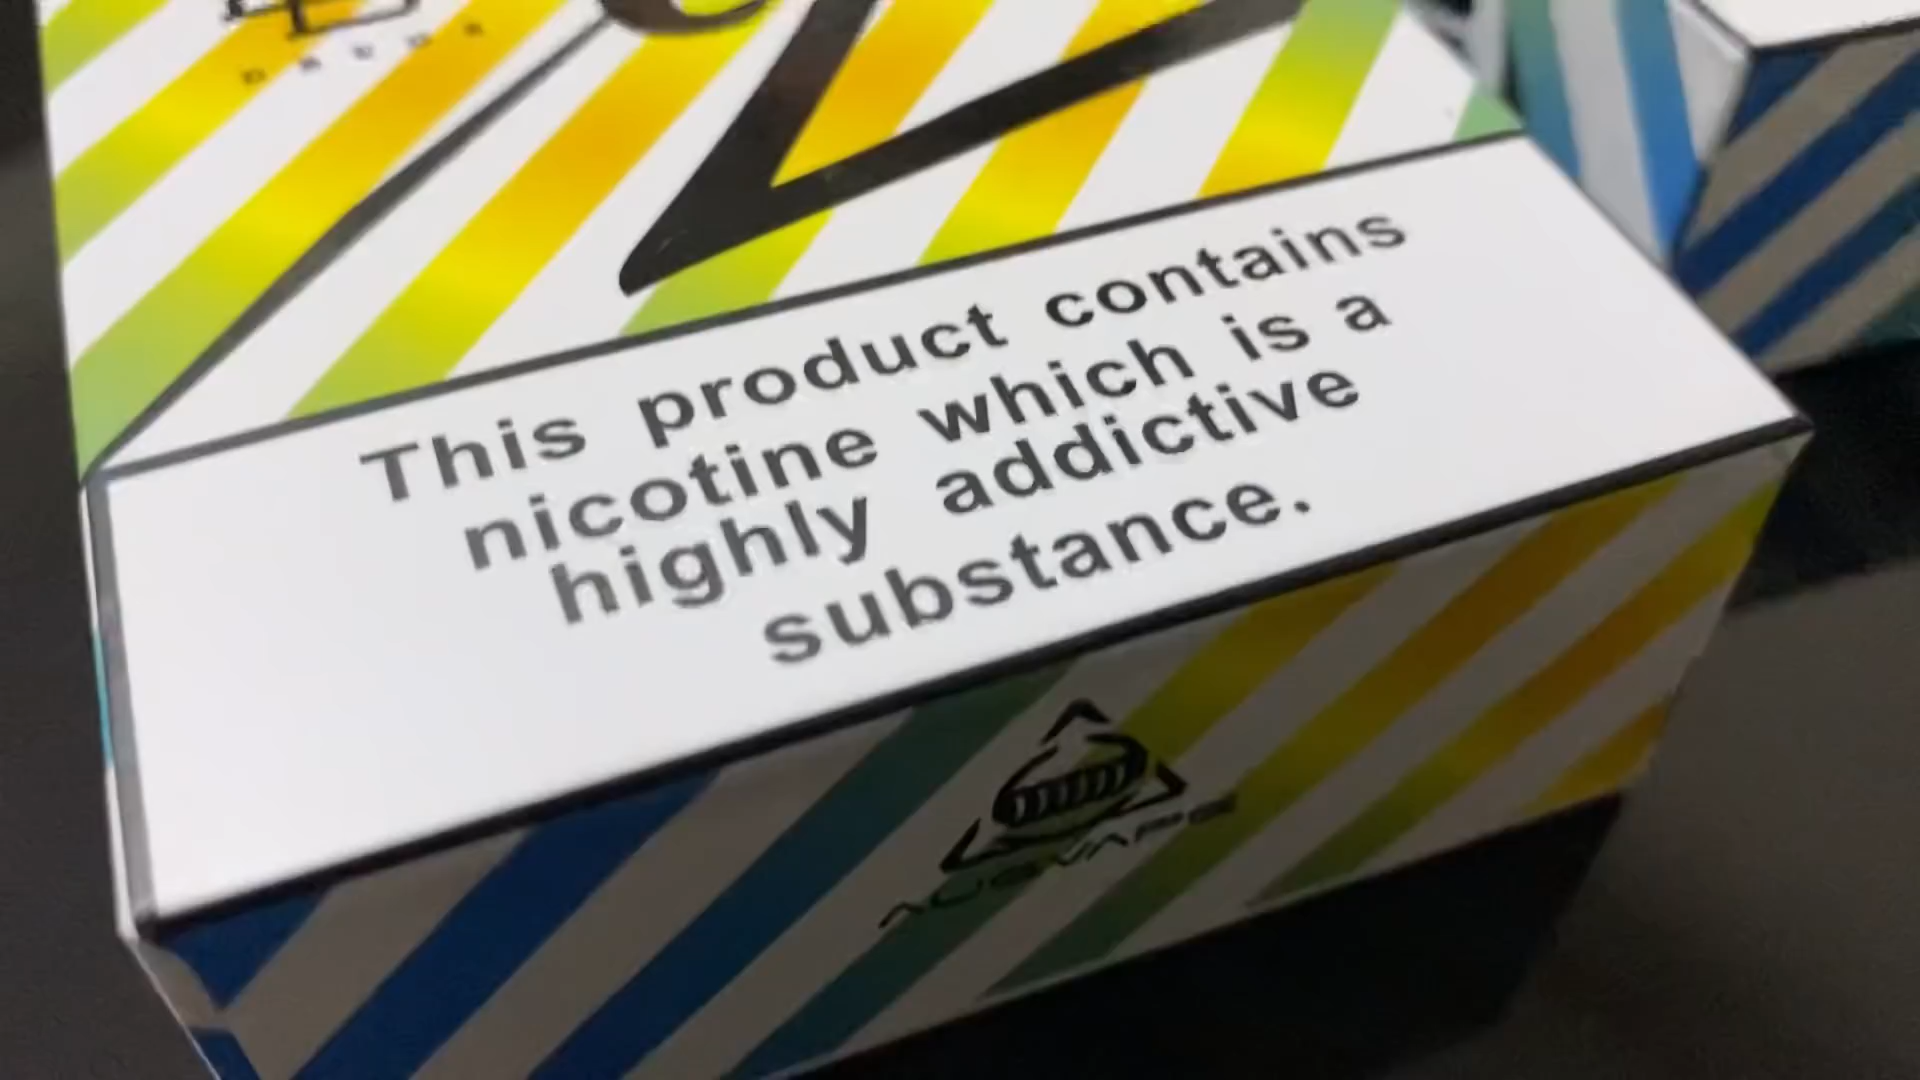 This product contains
nicotine which is a
highly addictive
substance.